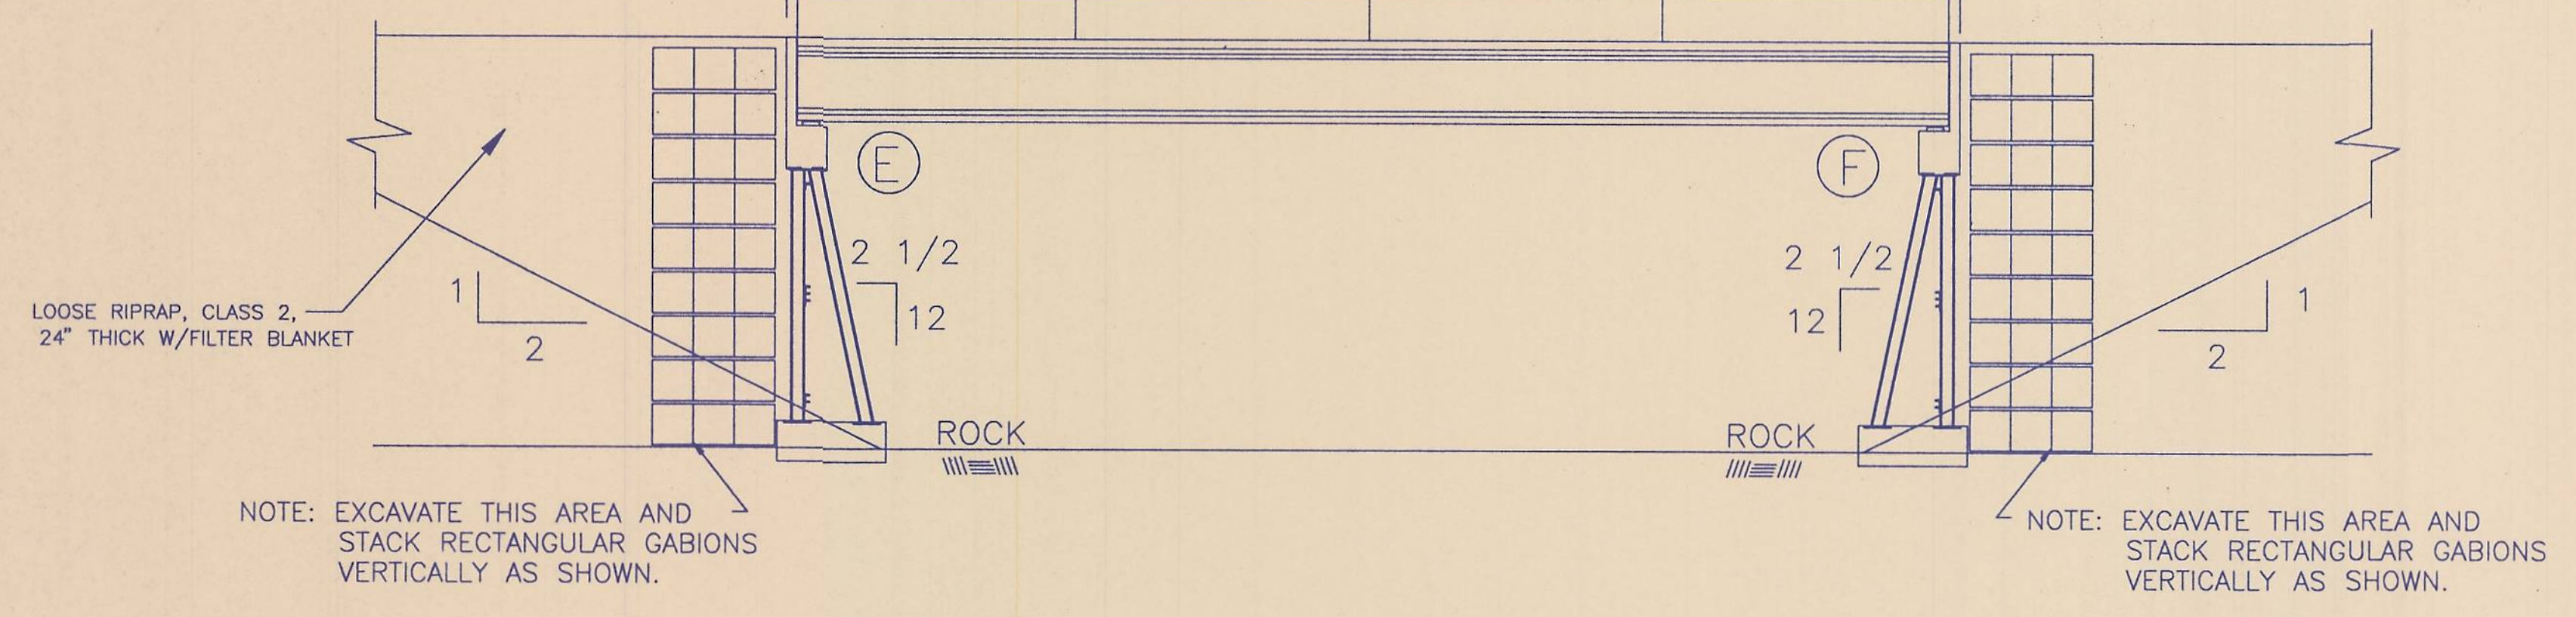 E
F
2 1/2
12
2 1/2
12
1
2
1
2
LOOSE RIPRAP, CLASS 2,
24" THICK W/FILTER BLANKET
ROCK
ROCK
NOTE: EXCAVATE THIS AREA AND
STACK RECTANGULAR GABIONS
VERTICALLY AS SHOWN.
NOTE: EXCAVATE THIS AREA AND
STACK RECTANGULAR GABIONS
VERTICALLY AS SHOWN.